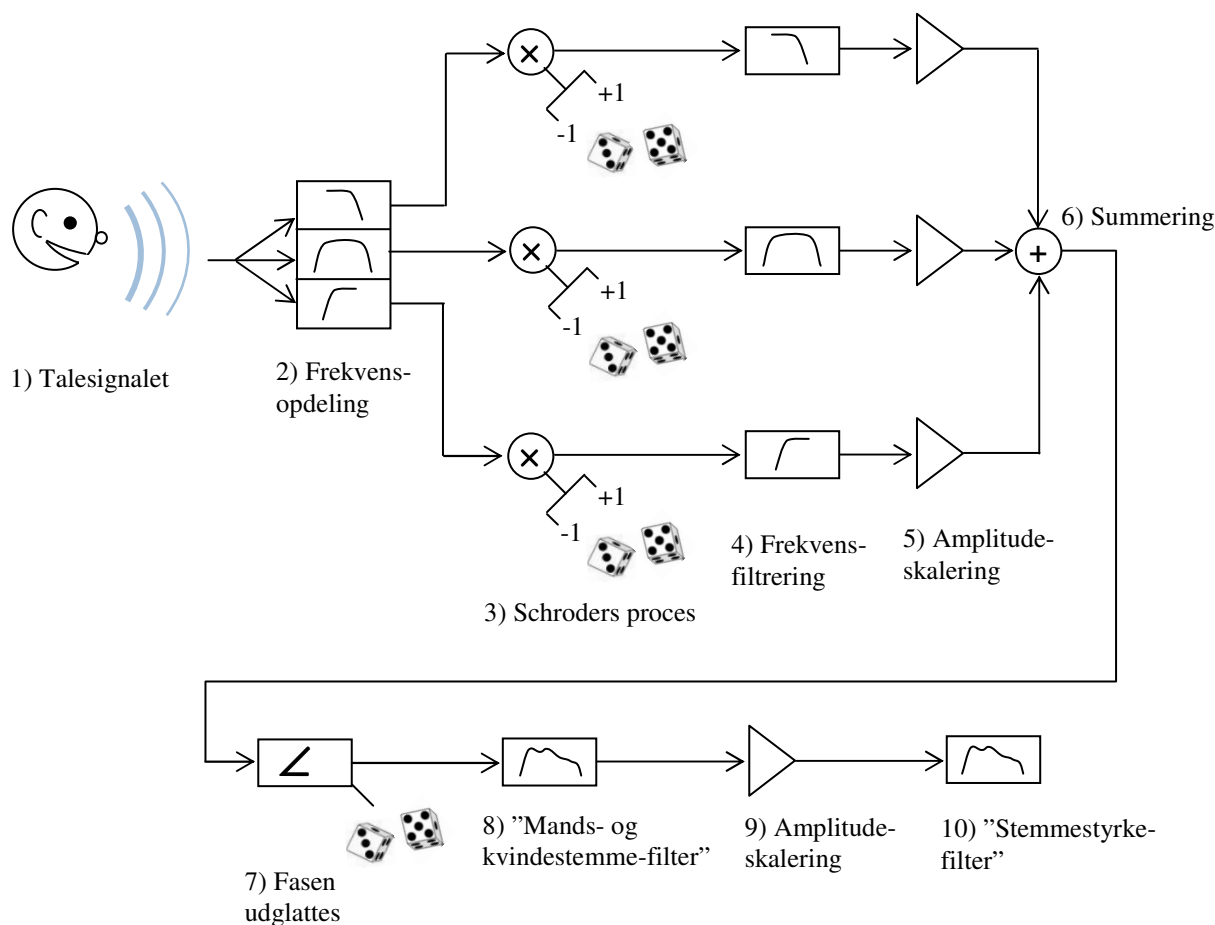 +1
-1
6) Summering
+1
-1
1) Talesignalet
2) Frekvens-
opdeling
+1
-1
4) Frekvens-
filtrering
5) Amplitude-
skalering
3) Schroders proces
7) Fasen
udglattes
8) ”Mands- og
kvindestemme-filter”
9) Amplitude-
skalering
10) ”Stemmestyrke-
filter”